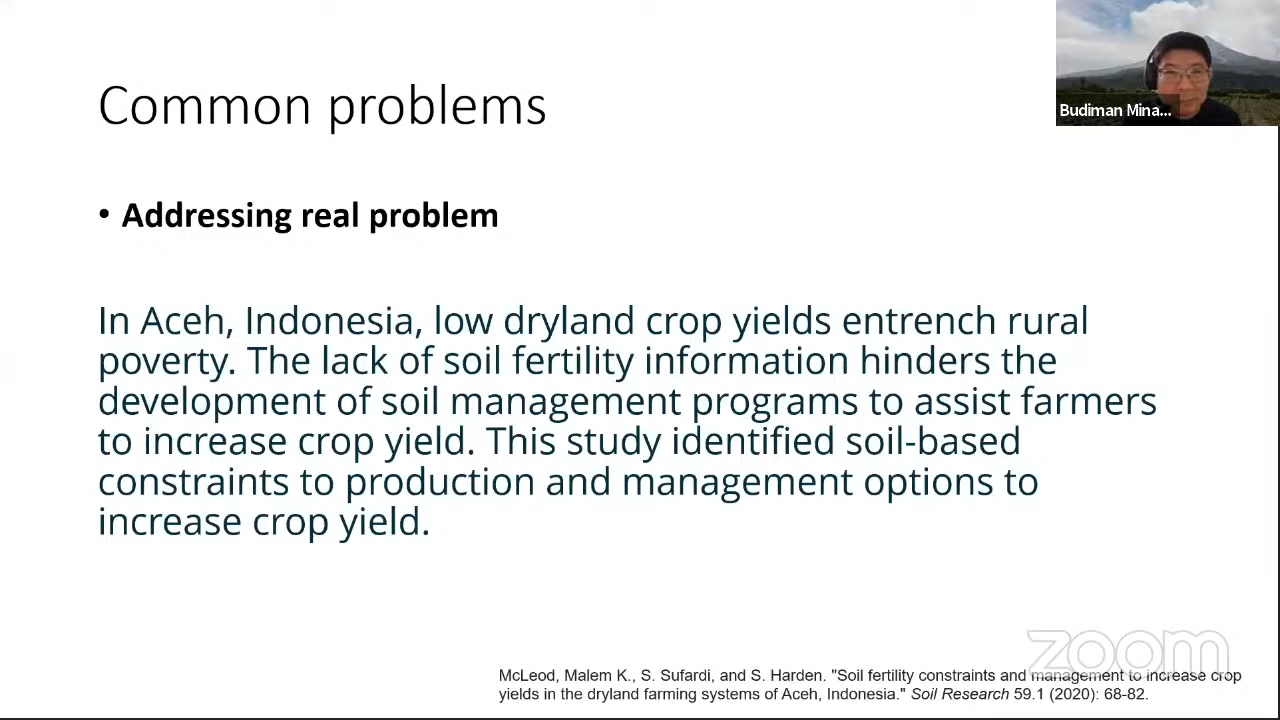 Common problems
Budiman Mina...
• Addressing real problem
In Aceh, Indonesia, low dryland crop yields entrench rural
poverty. The lack of soil fertility information hinders the
development of soil management programs to assist farmers
to increase crop yield. This study identified soil-based
constraints to production and management options to
increase crop yield.
zoom
McLeod, Malem K., S. Sufardi, and S. Harden. "Soil fertility constraints and management to increase crop
yields in the dryland farming systems of Aceh, Indonesia." Soil Research 59.1 (2020): 68-82.